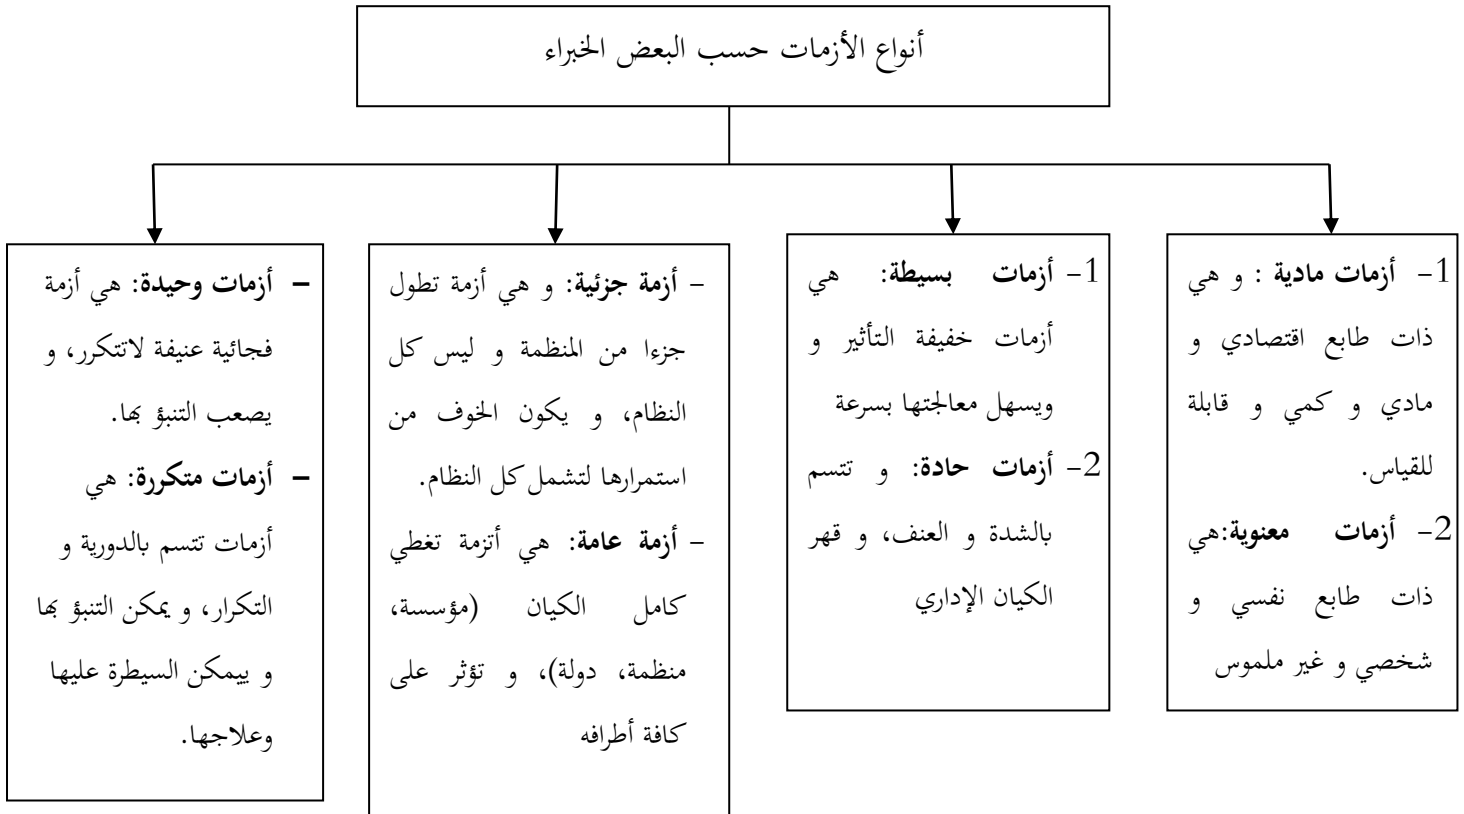 أنواع الأزمات حسب البعض الخبراء
1- أزمات مادية : و هي
ذات طابع اقتصادي و
مادي و كمي و قابلة
للقياس.
2- أزمات معنوية:هي
ذات طابع نفسي و
شخصي و غير ملموس
1- أزمات بسيطة: هي
أزمات خفيفة التأثير و
ويسهل معالجتها بسرعة
2- أزمات حادة: و تتسم
بالشدة و العنف، و قهر
الكيان الإداري
- أزمة جزئية: و هي أزمة تطول
جزءا من المنظمة و ليس كل
النظام، و يكون الخوف من
استمرارها لتشمل كل النظام.
- أزمة عامة: هي أتزمة تغطي
كامل الكيان (مؤسسة،
منظمة، دولة)، و تؤثر على
كافة أطرافه
- أزمات وحيدة: هي أزمة
فجائية عنيفة لاتتكرر، و
يصعب التنبؤ بها.
- أزمات متكررة: هي
أزمات تتسم بالدورية و
التكرار، و يمكن التنبؤ بها
و ييمكن السيطرة عليها
وعلاجها.